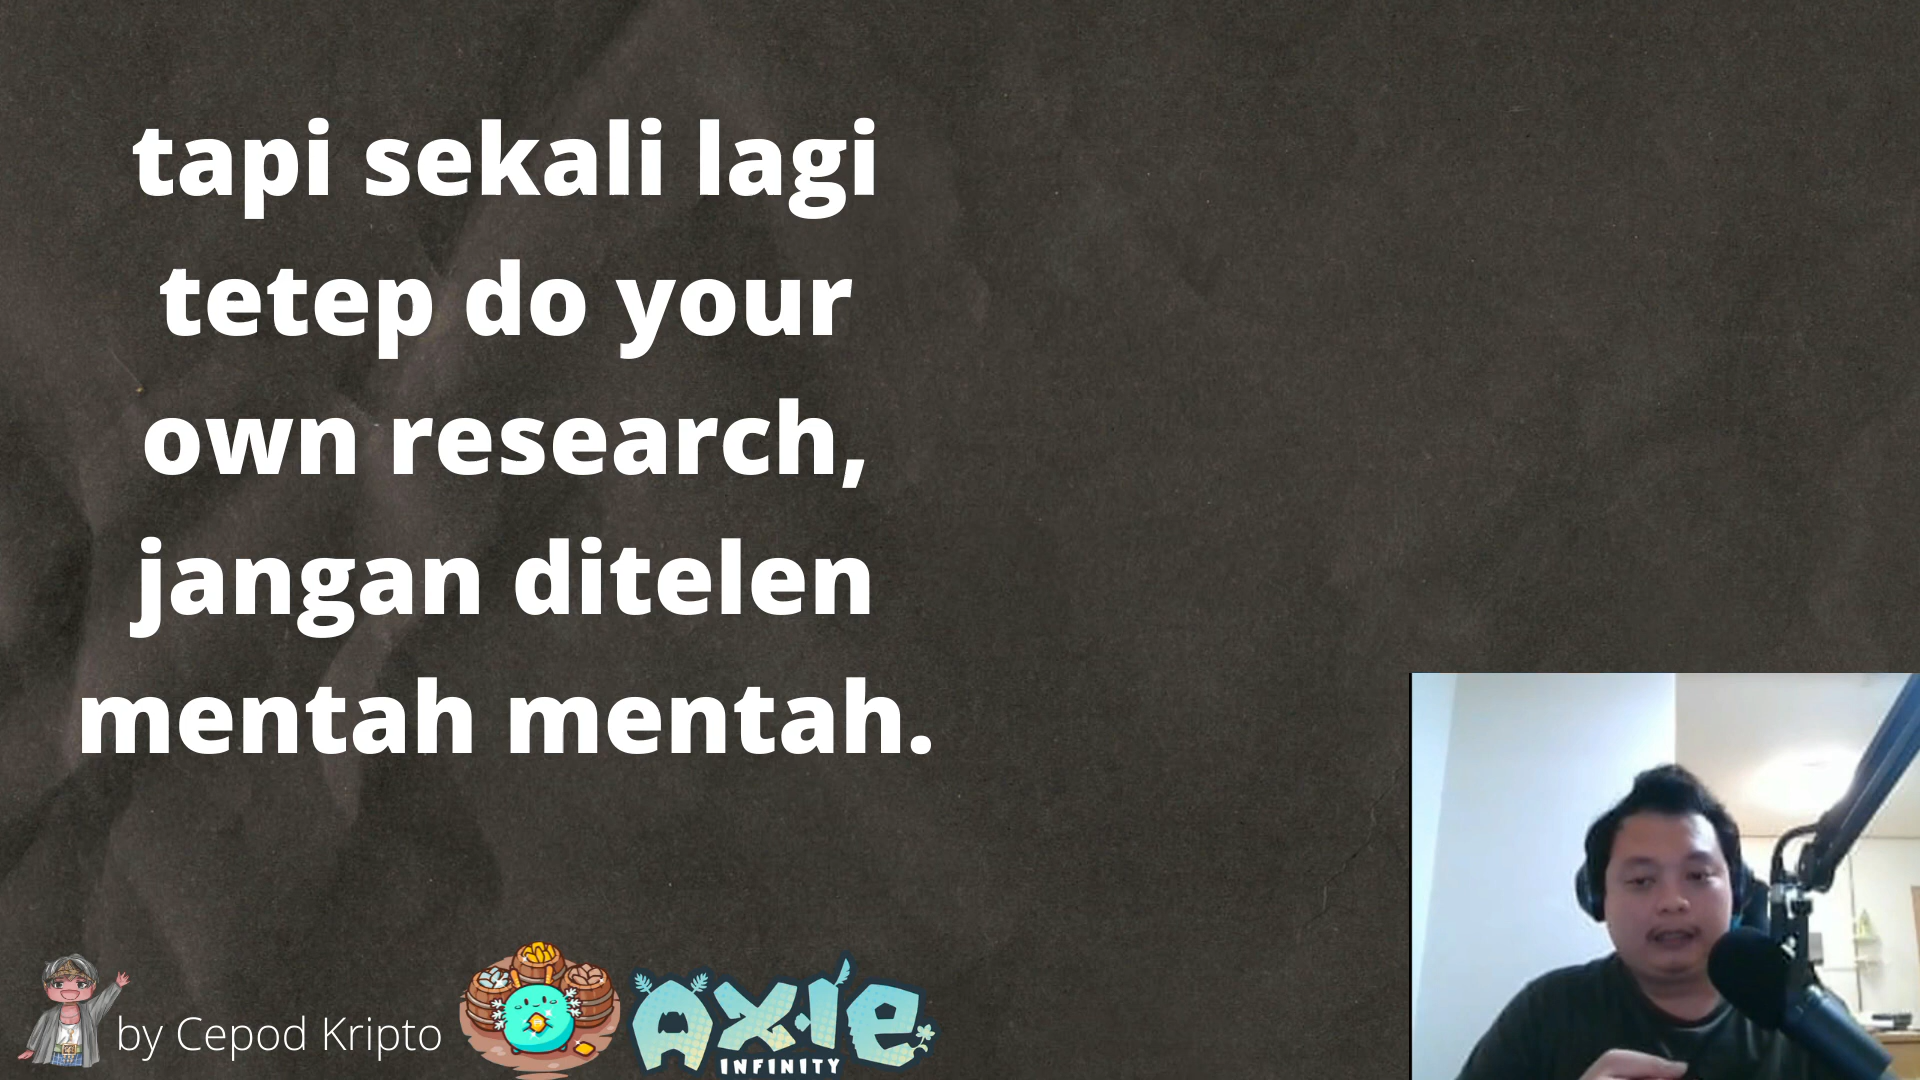 tapi sekali lagi
tetep do your
own research,
jangan ditelen
mentah mentah.
by Cepod Kripto
AXIE
INFINITY